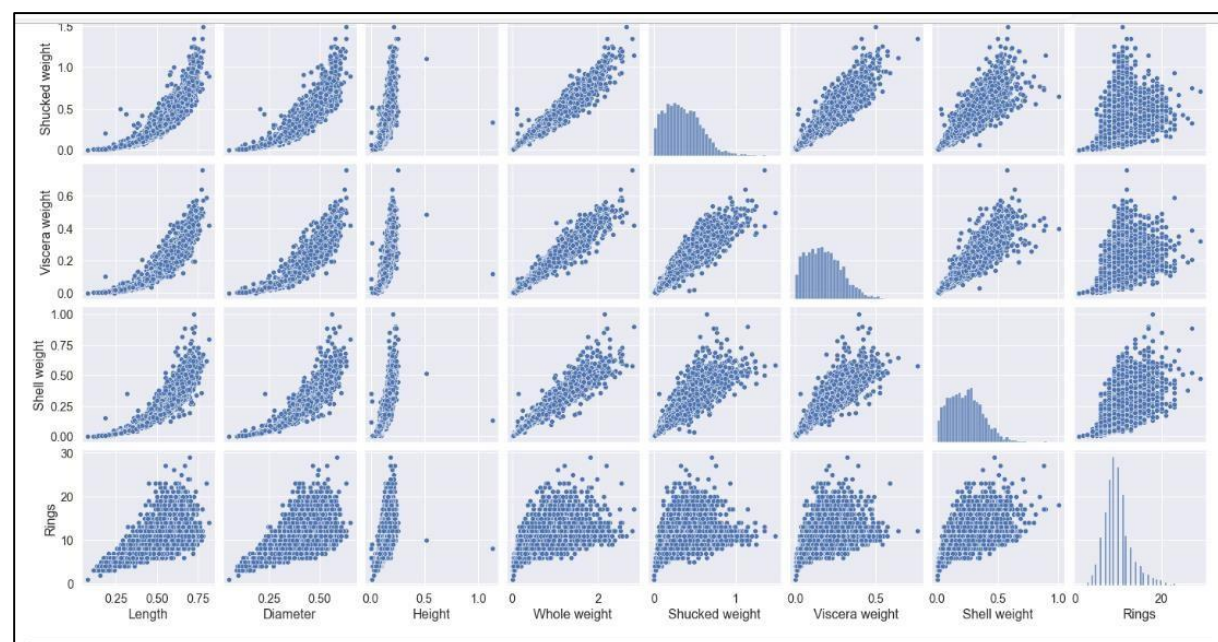 1.5
1.0
0.5
0.0
Shucked weight
0.6
0.4
0.2
0.0
Viscera weight
1.00
0.75
0.50
0.25
0.00
Shell weight
30
20
10
0
Rings
0.25 0.50 0.75 0.25 0.50 0.0 0.5 1.0 0 2 0 1 0.0 0.5 0.0 0.5 1.0 0 20
Length Diameter Height Whole weight Shucked weight Viscera weight Shell weight Rings